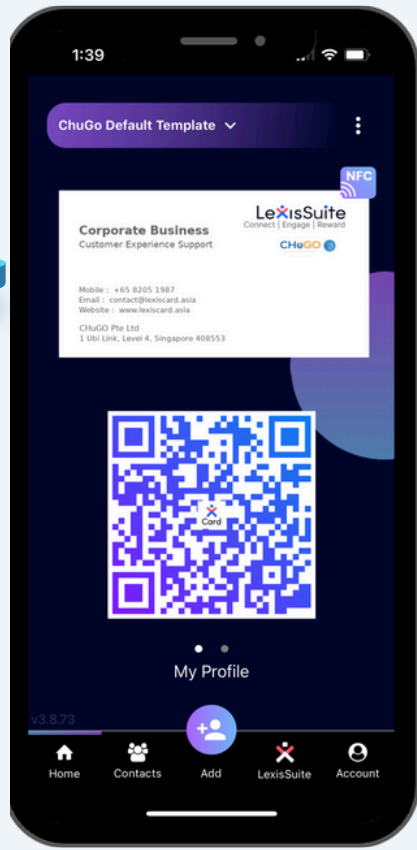 1:39
ChuGo Default Template
NFC
LexisSuite
Connect | Engage | Reward
CHuGO
Corporate Business
Customer Experience Support
Mobile : +65 8205 1987
Email : contact@lexiscard.asia
Website : www.lexiscard.asia
CHuGO Pte Ltd
1 Ubi Link, Level 4, Singapore 408553
Card
My Profile
v3.8.73
Home Contacts Add LexisSuite Account